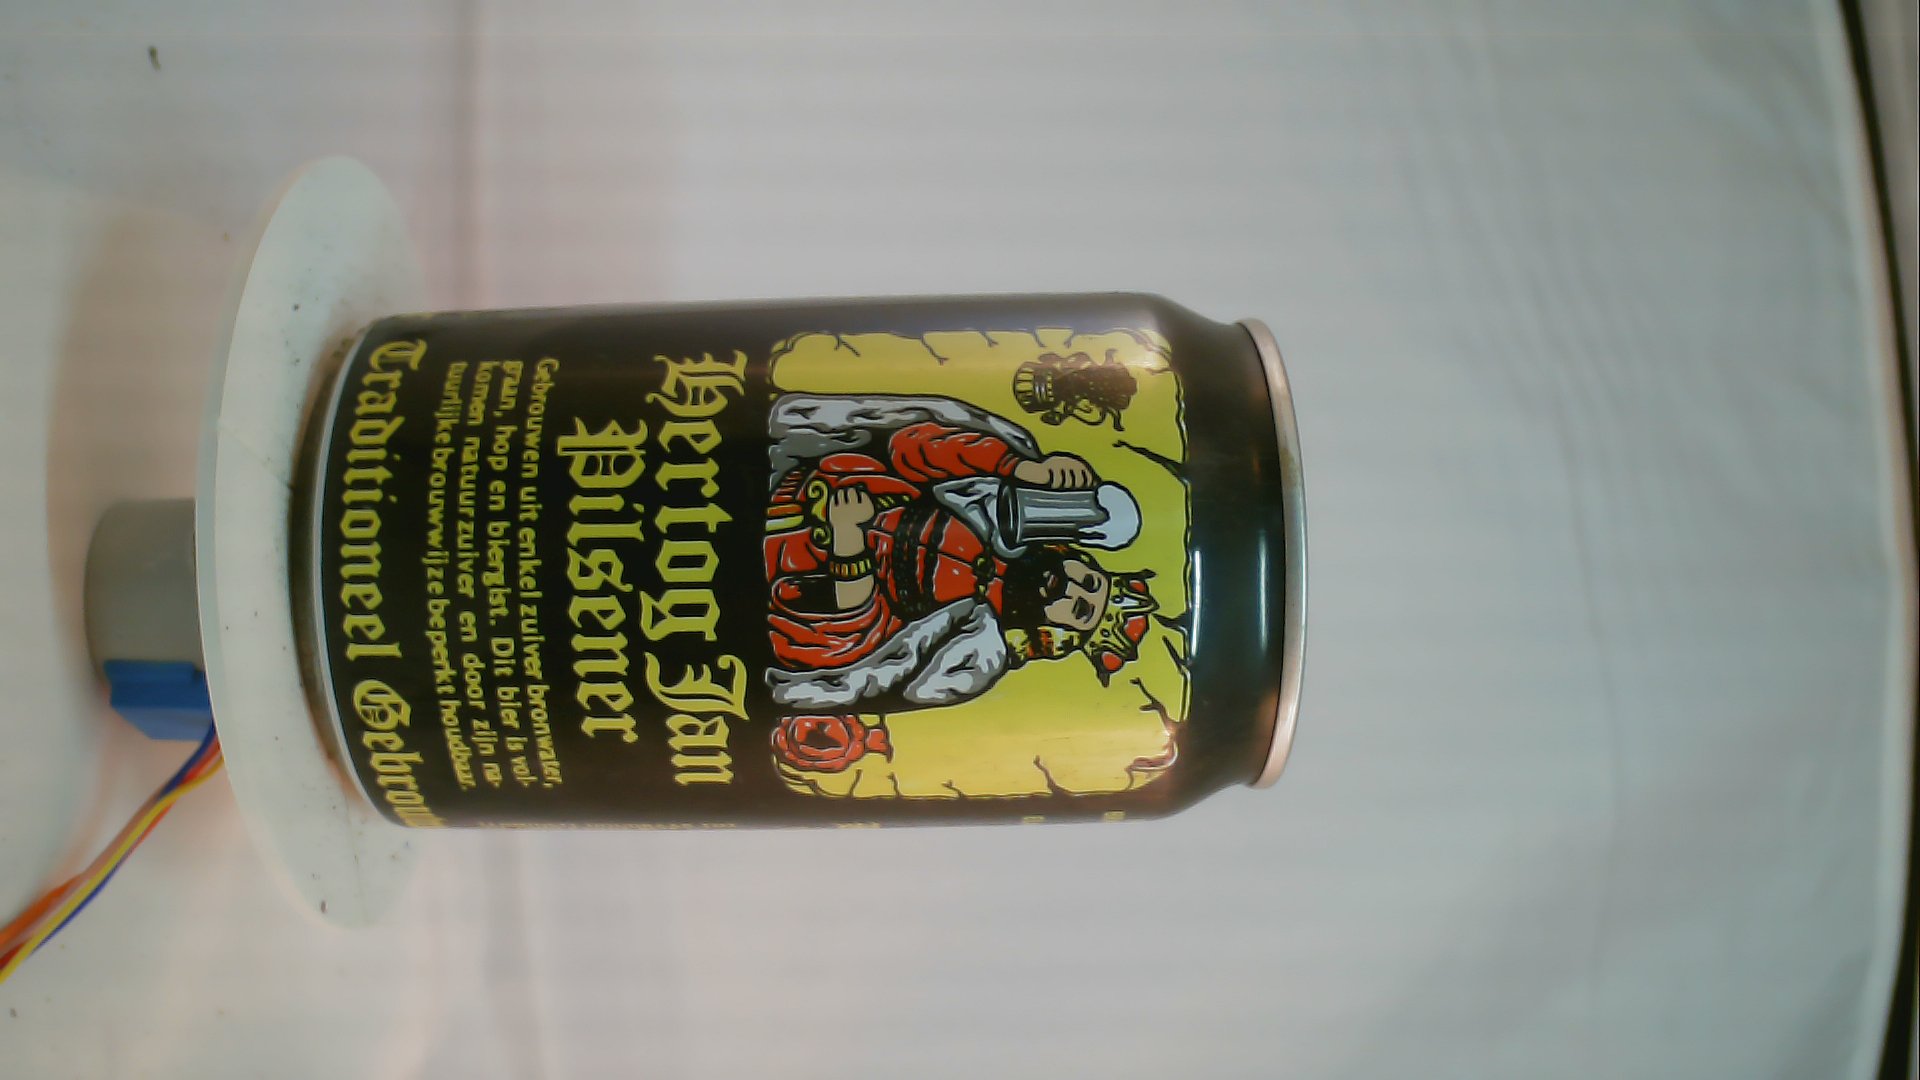 Hertog Jan
Pilsener
Gebrouwen uit enkel zuiver bronwater,
graan, hop en biergist. Dit bier is vol-
komen natuurzuiver en door zijn na-
tuurlijke brouwwijze beperkt houdbaar.
Traditioneel